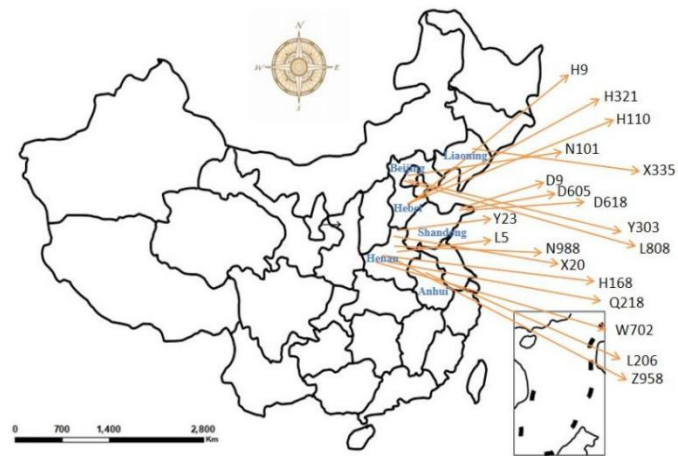 N
W
E
S
H9
H321
H110
N101
Liaoning
X335
Beijing
D9
D605
D618
Hebei
Y23
Y303
Shandong
L5
L808
N988
X20
Henan
H168
Anhui
Q218
W702
L206
Z958
0 700 1,400 2,800
Km